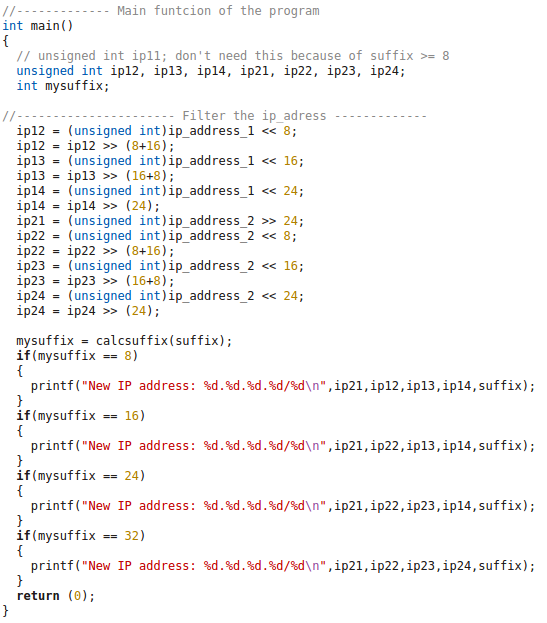 //------------- Main funtcion of the program
int main()
{
  // unsigned int ip11; don't need this because of suffix >= 8
  unsigned int ip12, ip13, ip14, ip21, ip22, ip23, ip24;
  int mysuffix;

//---------------------- Filter the ip_adress -------------
  ip12 = (unsigned int)ip_address_1 << 8;
  ip12 = ip12 >> (8+16);
  ip13 = (unsigned int)ip_address_1 << 16;
  ip13 = ip13 >> (16+8);
  ip14 = (unsigned int)ip_address_1 << 24;
  ip14 = ip14 >> (24);
  ip21 = (unsigned int)ip_address_2 >> 24;
  ip22 = (unsigned int)ip_address_2 << 8;
  ip22 = ip22 >> (8+16);
  ip23 = (unsigned int)ip_address_2 << 16;
  ip23 = ip23 >> (16+8);
  ip24 = (unsigned int)ip_address_2 << 24;
  ip24 = ip24 >> (24);

  mysuffix = calcsuffix(suffix);
  if(mysuffix == 8)
  {
    printf("New IP address: %d.%d.%d.%d/%d\n",ip21,ip12,ip13,ip14,suffix);
  }
  if(mysuffix == 16)
  {
    printf("New IP address: %d.%d.%d.%d/%d\n",ip21,ip22,ip13,ip14,suffix);
  }
  if(mysuffix == 24)
  {
    printf("New IP address: %d.%d.%d.%d/%d\n",ip21,ip22,ip23,ip14,suffix);
  }
  if(mysuffix == 32)
  {
    printf("New IP address: %d.%d.%d.%d/%d\n",ip21,ip22,ip23,ip24,suffix);
  }
  return (0);
}